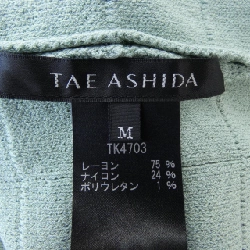 TAE ASHIDA
M
TK4703
レーヨン 75 %
ナイロン 24 %
ポリウレタン 1 %